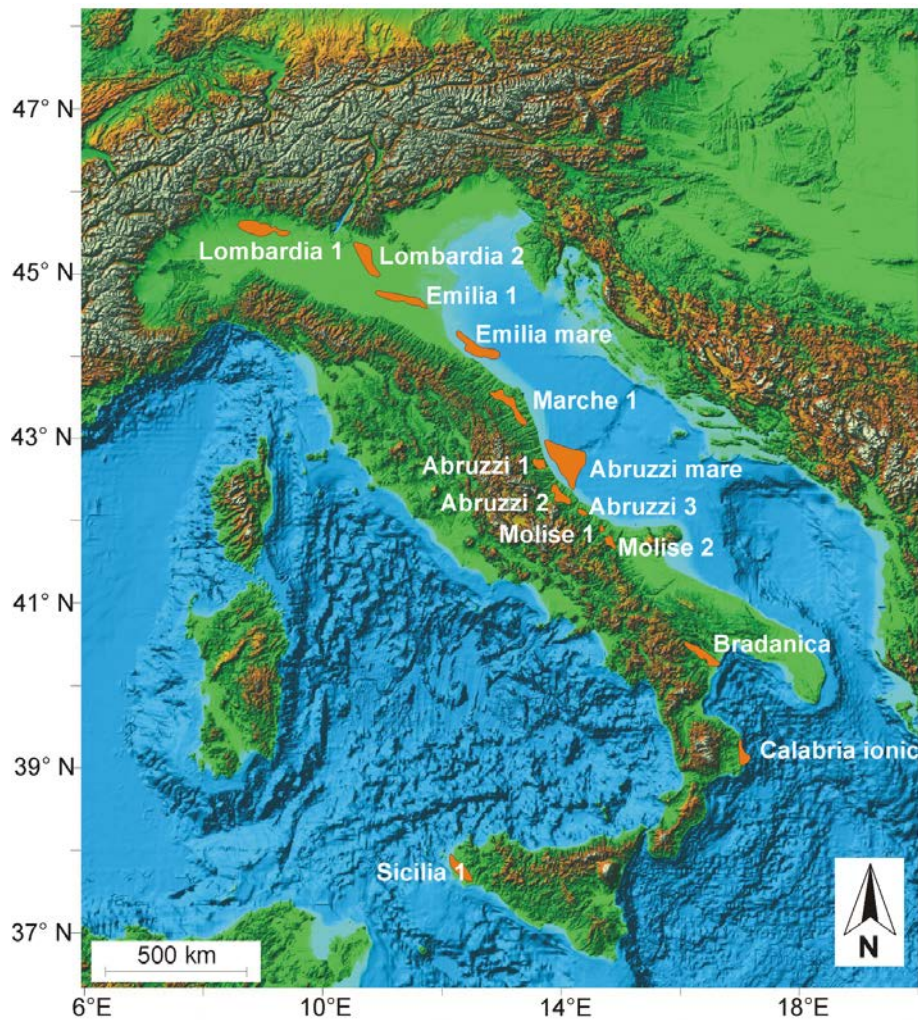 47° N
Lombardia 1
Lombardia 2
45° N
Emilia 1
Emilia mare
Marche 1
43° N
Abruzzi 1
Abruzzi mare
Abruzzi 2
Abruzzi 3
Molise 1
Molise 2
41° N
Bradanica
Calabria ionic
39° N
Sicilia 1
37° N
500 km
N
6°E
10°E
14°E
18°E